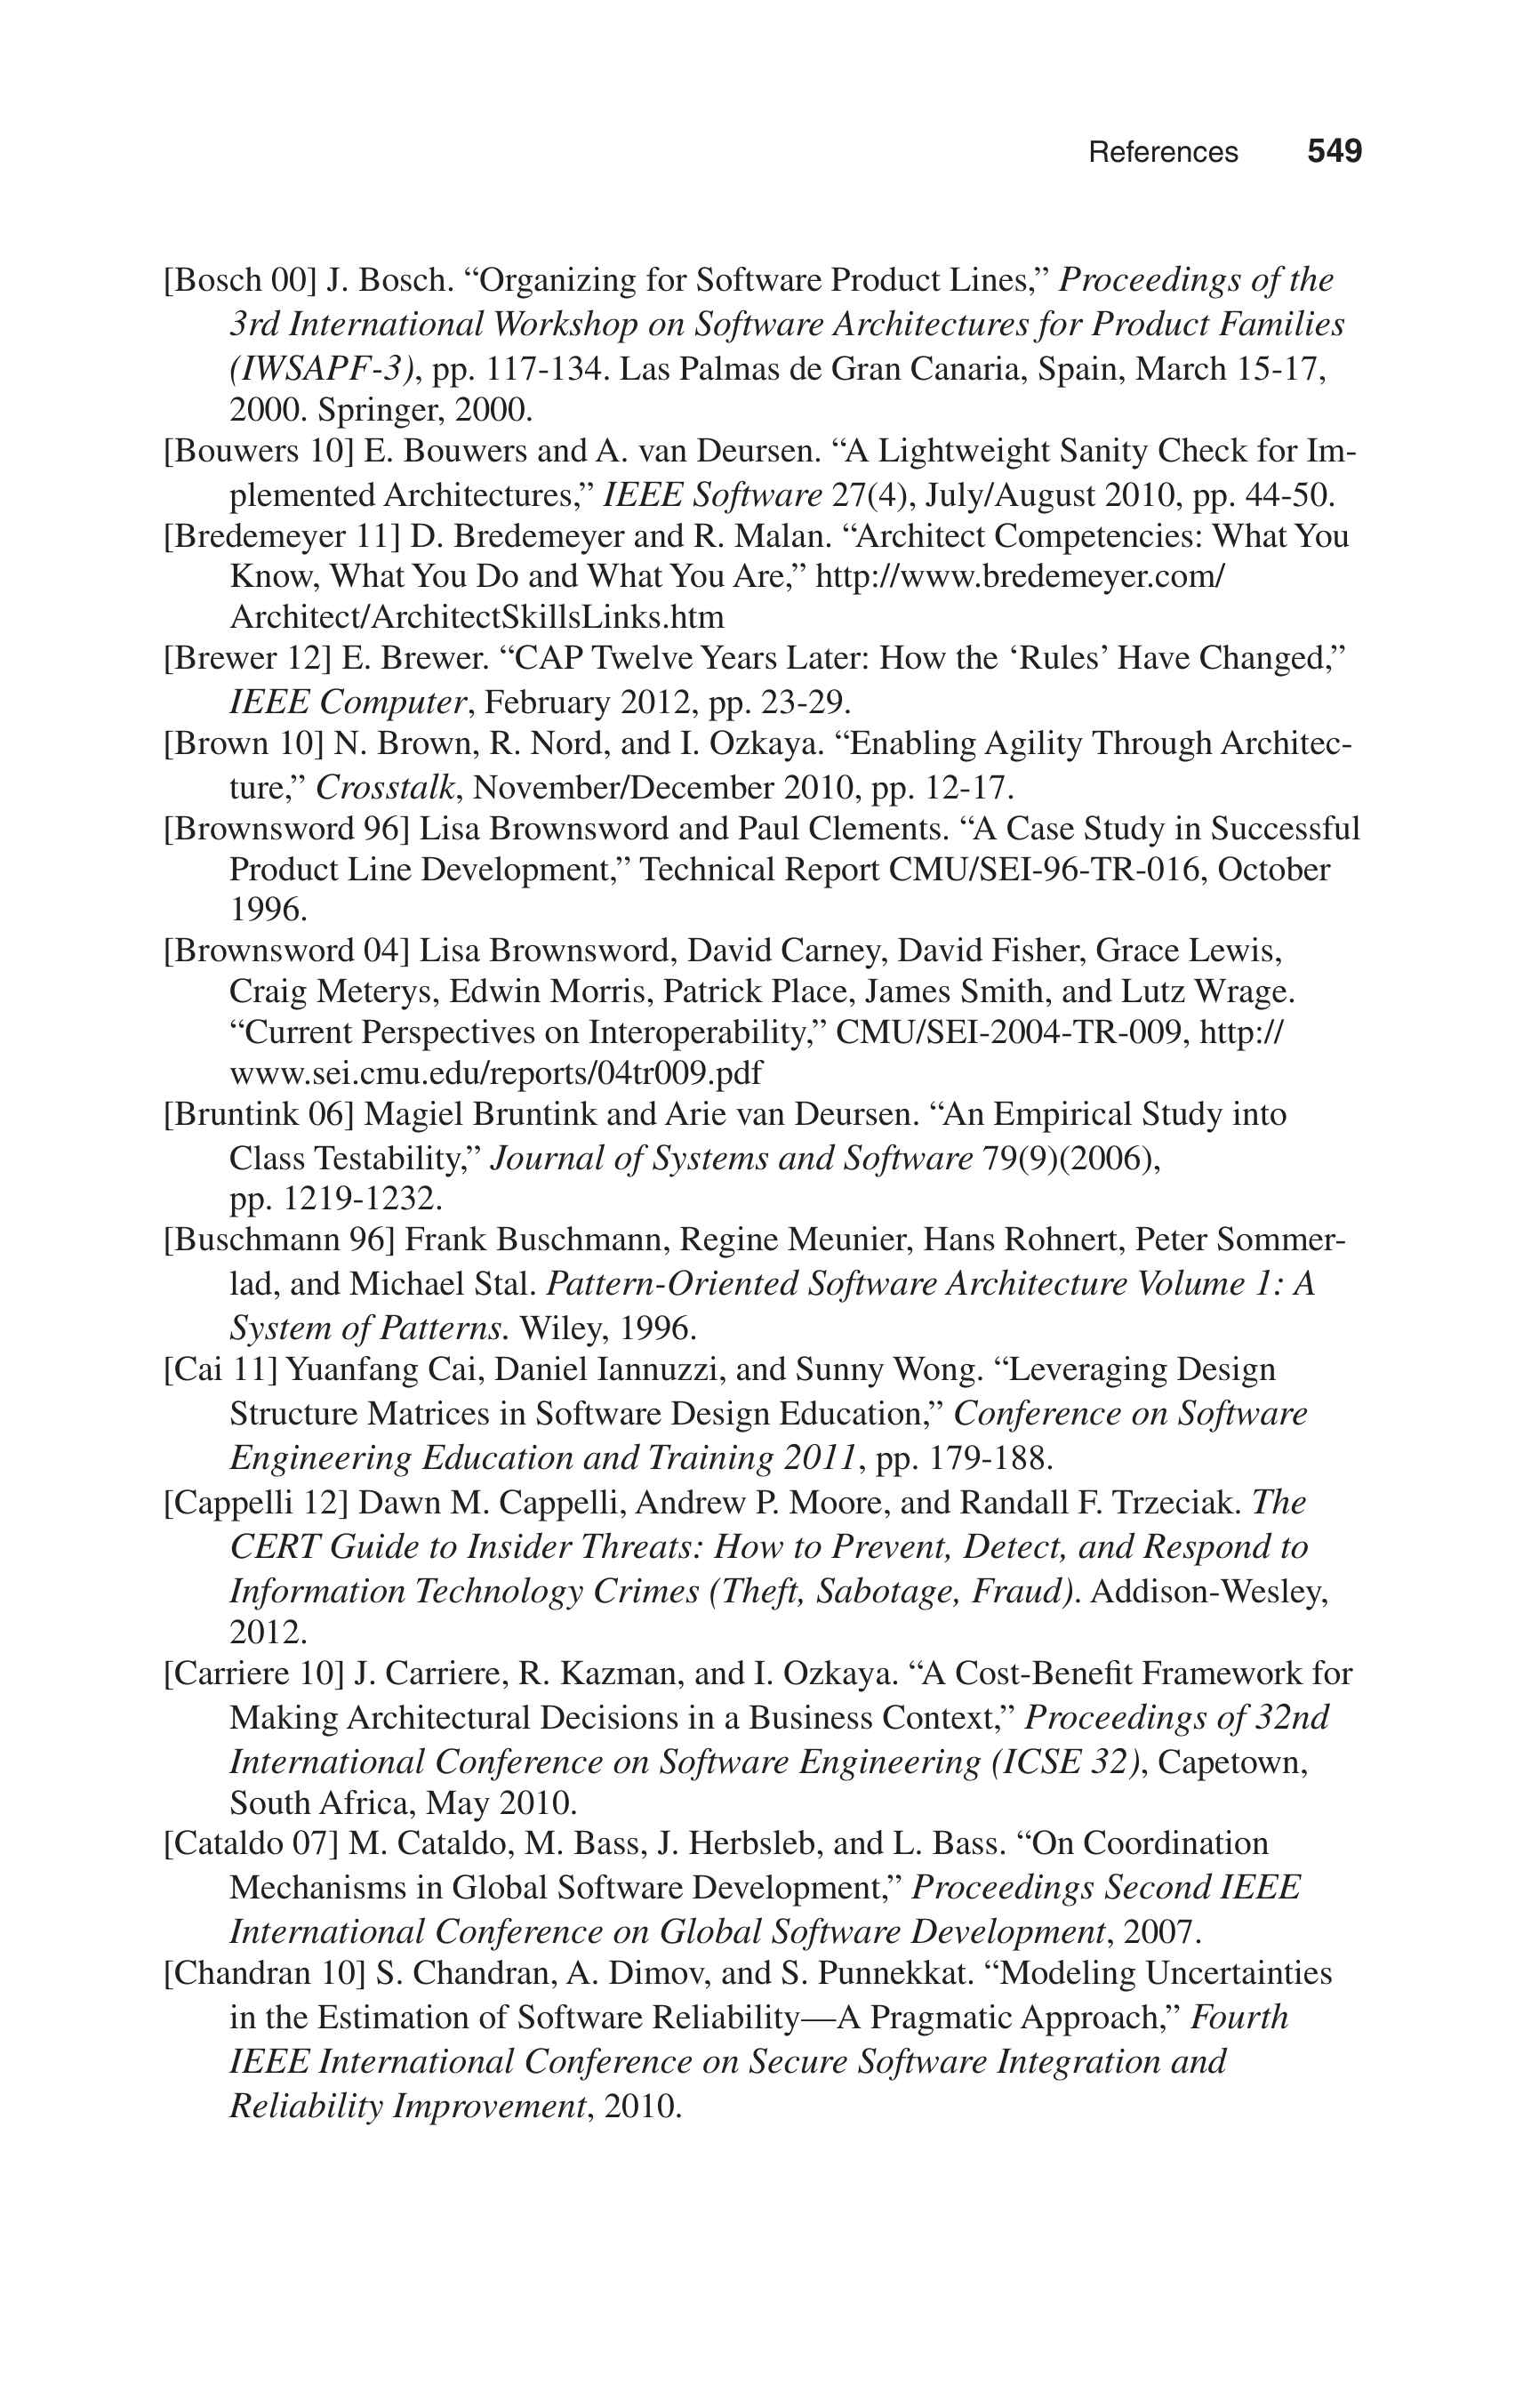 References 549
[Bosch 00] J. Bosch. “Organizing for Software Product Lines,” Proceedings of the
3rd International Workshop on Software Architectures for Product Families
(IWSAPF-3), pp. 117-134. Las Palmas de Gran Canaria, Spain, March 15-17,
2000. Springer, 2000.
[Bouwers 10] E. Bouwers and A. van Deursen. “A Lightweight Sanity Check for Im-
plemented Architectures,” IEEE Software 27(4), July/August 2010, pp. 44-50.
[Bredemeyer 11] D. Bredemeyer and R. Malan. “Architect Competencies: What You
Know, What You Do and What You Are,” http://www.bredemeyer.com/
Architect/ArchitectSkillsLinks.htm
[Brewer 12] E. Brewer. “CAP Twelve Years Later: How the ‘Rules’ Have Changed,”
IEEE Computer, February 2012, pp. 23-29.
[Brown 10] N. Brown, R. Nord, and I. Ozkaya. “Enabling Agility Through Architec-
ture,” Crosstalk, November/December 2010, pp. 12-17.
[Brownsword 96] Lisa Brownsword and Paul Clements. “A Case Study in Successful
Product Line Development,” Technical Report CMU/SEI-96-TR-016, October
1996.
[Brownsword 04] Lisa Brownsword, David Carney, David Fisher, Grace Lewis,
Craig Meterys, Edwin Morris, Patrick Place, James Smith, and Lutz Wrage.
“Current Perspectives on Interoperability,” CMU/SEI-2004-TR-009, http://
www.sei.cmu.edu/reports/04tr009.pdf
[Bruntink 06] Magiel Bruntink and Arie van Deursen. “An Empirical Study into
Class Testability,” Journal of Systems and Software 79(9)(2006),
pp. 1219-1232.
[Buschmann 96] Frank Buschmann, Regine Meunier, Hans Rohnert, Peter Sommer-
lad, and Michael Stal. Pattern-Oriented Software Architecture Volume 1: A
System of Patterns. Wiley, 1996.
[Cai 11] Yuanfang Cai, Daniel Iannuzzi, and Sunny Wong. “Leveraging Design
Structure Matrices in Software Design Education,” Conference on Software
Engineering Education and Training 2011, pp. 179-188.
[Cappelli 12] Dawn M. Cappelli, Andrew P. Moore, and Randall F. Trzeciak. The
CERT Guide to Insider Threats: How to Prevent, Detect, and Respond to
Information Technology Crimes (Theft, Sabotage, Fraud). Addison-Wesley,
2012.
[Carriere 10] J. Carriere, R. Kazman, and I. Ozkaya. “A Cost-Benefit Framework for
Making Architectural Decisions in a Business Context,” Proceedings of 32nd
International Conference on Software Engineering (ICSE 32), Capetown,
South Africa, May 2010.
[Cataldo 07] M. Cataldo, M. Bass, J. Herbsleb, and L. Bass. “On Coordination
Mechanisms in Global Software Development,” Proceedings Second IEEE
International Conference on Global Software Development, 2007.
[Chandran 10] S. Chandran, A. Dimov, and S. Punnekkat. “Modeling Uncertainties
in the Estimation of Software Reliability—A Pragmatic Approach,” Fourth
IEEE International Conference on Secure Software Integration and
Reliability Improvement, 2010.